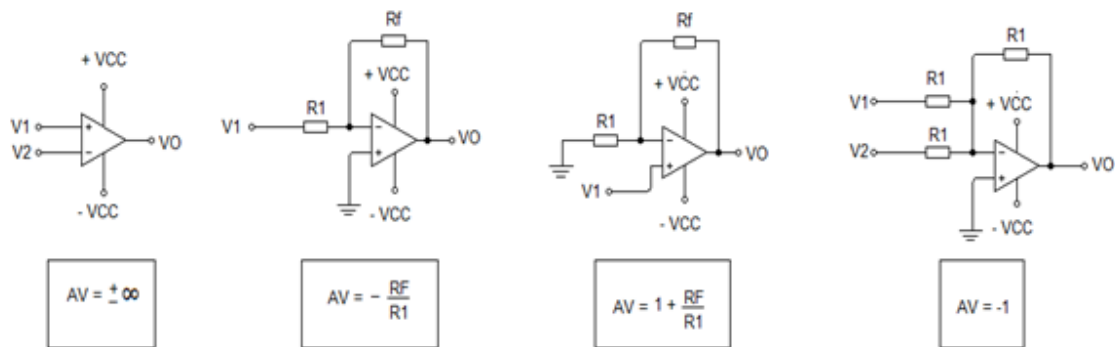 + VCC
V1
+
V2
-
VO
- VCC
AV = ± ∞
Rf
+ VCC
R1
V1
-
+
VO
- VCC
AV = - RF
R1
Rf
+ VCC
R1
-
+
V1
VO
- VCC
AV = 1 + RF
R1
R1
R1
V1
+ VCC
R1
V2
-
+
VO
- VCC
AV = -1